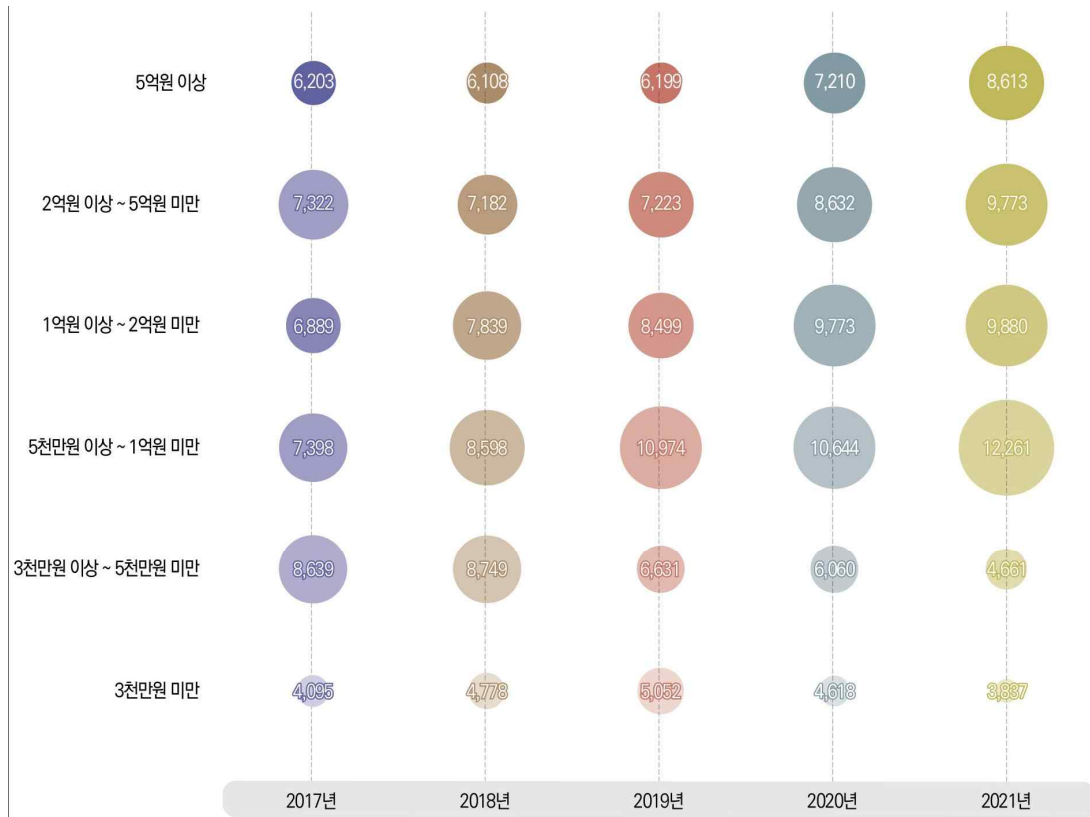 5억원 이상 6,203 6,108 6,199 7,210 8,613
2억원 이상 ~ 5억원 미만 7,322 7,182 7,223 8,632 9,773
1억원 이상 ~ 2억원 미만 6,889 7,839 8,499 9,773 9,880
5천만원 이상 ~ 1억원 미만 7,398 8,598 10,974 10,644 12,261
3천만원 이상 ~ 5천만원 미만 8,639 8,749 6,631 6,060 4,661
3천만원 미만 4,095 4,778 5,052 4,618 3,837
2017년 2018년 2019년 2020년 2021년